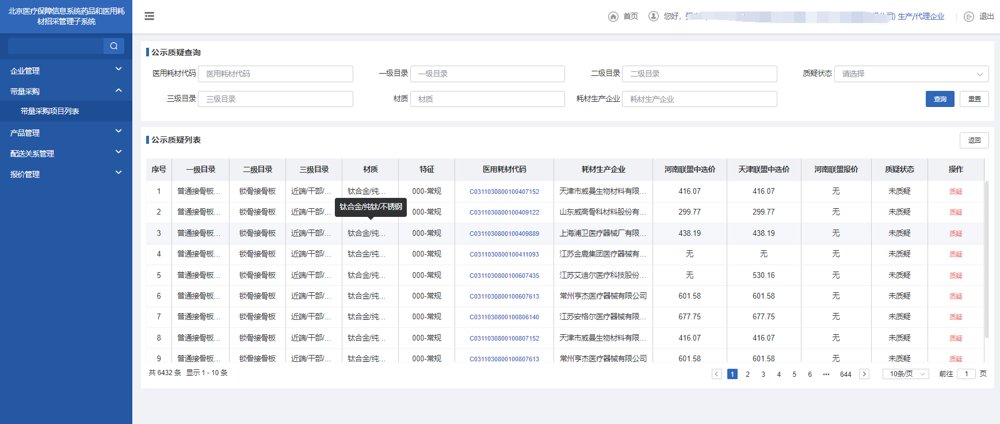 北京医疗保障信息系统药品和医用耗
材招采管理子系统
首页
您好，
司) 生产/代理企业
退出
企业管理
带量采购
带量采购项目列表
产品管理
配送关系管理
报价管理
公示质疑查询
医用耗材代码 医用耗材代码 一级目录 一级目录 二级目录 二级目录 质疑状态 请选择
三级目录 三级目录 材质 材质 耗材生产企业 耗材生产企业 查询 重置
公示质疑列表
返回
序号 一级目录 二级目录 三级目录 材质 特征 医用耗材代码 耗材生产企业 河南联盟中选价 天津联盟中选价 河南联盟报价 质疑状态 操作
1 普通接骨板... 锁骨接骨板 近端/干部/... 钛合金/纯... 000-常规 C0311030800100407152 天津市威曼生物材料有限... 416.07 416.07 无 未质疑 质疑
钛合金/纯钛/不锈钢
2 普通接骨板... 锁骨接骨板 近端/干部/... 000-常规 C0311030800100409122 山东威高骨科材料股份有... 299.77 299.77 无 未质疑 质疑
3 普通接骨板... 锁骨接骨板 近端/干部/... 钛合金/纯... 000-常规 C0311030800100409889 上海浦卫医疗器械厂有限... 438.19 438.19 无 未质疑 质疑
4 普通接骨板... 锁骨接骨板 近端/干部/... 钛合金/纯... 000-常规 C0311030800100411093 江苏金鹿集团医疗器械有... 无 无 无 未质疑 质疑
5 普通接骨板... 锁骨接骨板 近端/干部/... 钛合金/纯... 000-常规 C0311030800100607435 江苏艾迪尔医疗科技股份... 无 530.16 无 未质疑 质疑
6 普通接骨板... 锁骨接骨板 近端/干部/... 钛合金/纯... 000-常规 C0311030800100607613 常州亨杰医疗器械有限公司 601.58 601.58 无 未质疑 质疑
7 普通接骨板... 锁骨接骨板 近端/干部/... 钛合金/纯... 000-常规 C0311030800100806140 江苏安格尔医疗器械有限... 677.75 677.75 无 未质疑 质疑
8 普通接骨板... 锁骨接骨板 近端/干部/... 钛合金/纯... 000-常规 C0311030800100807152 天津市威曼生物材料有限... 416.07 416.07 无 未质疑 质疑
9 普通接骨板... 锁骨接骨板 近端/干部/... 钛合金/纯... 000-常规 C0311030800100807613 常州亨杰医疗器械有限公司 601.58 601.58 无 未质疑 质疑
共 6432 条 显示 1 - 10 条
1 2 3 4 5 6 ••• 644 10条/页 前往 1 页